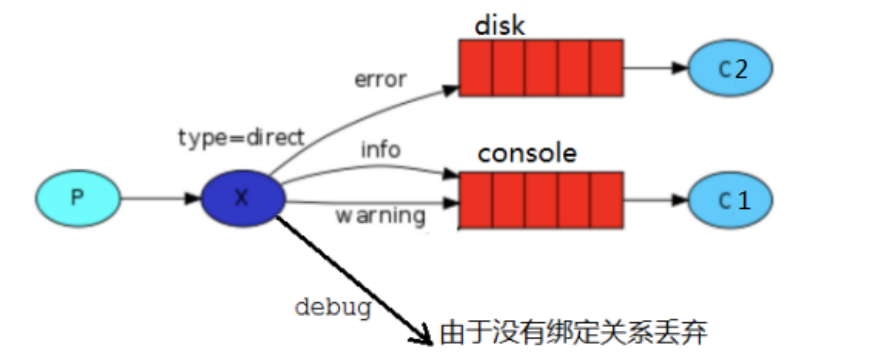 disk
error
C2
type=direct
info
console
P
X
C1
warning
debug
由于没有绑定关系丢弃